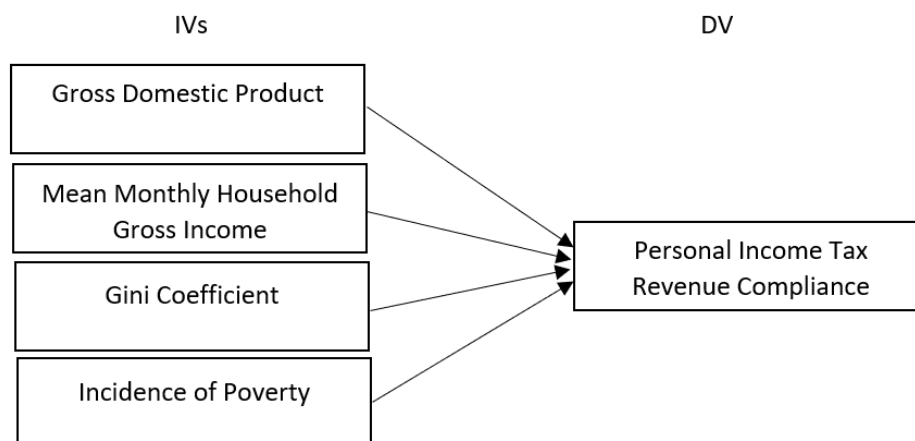 IVs
DV
Gross Domestic Product
Mean Monthly Household
Gross Income
Gini Coefficient
Incidence of Poverty
Personal Income Tax
Revenue Compliance